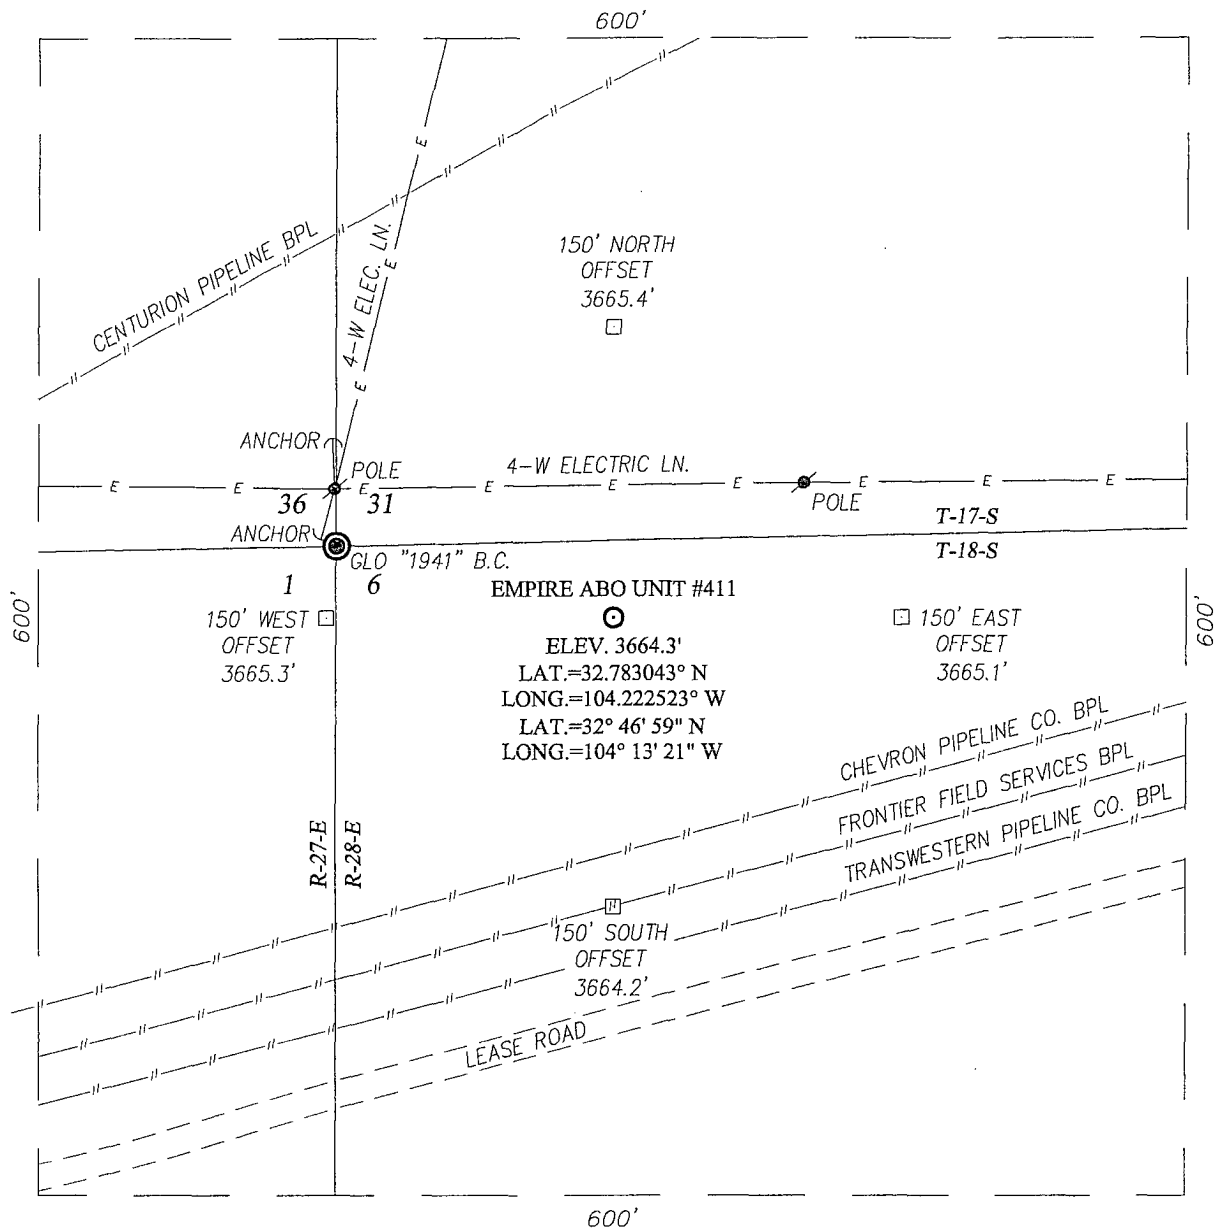 600'
CENTURION PIPELINE BPL
4-W ELEC. LN.
E
E
E
150' NORTH
OFFSET
3665.4'
ANCHOR
POLE
4-W ELECTRIC LN.
E
E
E
E
E
E
E
E
POLE
36
31
ANCHOR
T-17-S
T-18-S
GLO "1941" B.C.
1
6
600'
600'
150' WEST
OFFSET
3665.3'
EMPIRE ABO UNIT #411
ELEV. 3664.3'
LAT.=32.783043° N
LONG.=104.222523° W
LAT.=32° 46' 59" N
LONG.=104° 13' 21" W
150' EAST
OFFSET
3665.1'
CHEVRON PIPELINE CO. BPL
FRONTIER FIELD SERVICES BPL
TRANSWESTERN PIPELINE CO. BPL
R-27-E
R-28-E
150' SOUTH
OFFSET
3664.2'
LEASE ROAD
600'